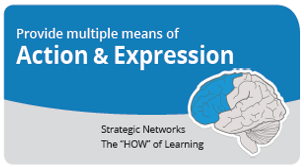 Provide multiple means of
Action & Expression
Strategic Networks
The “HOW” of Learning